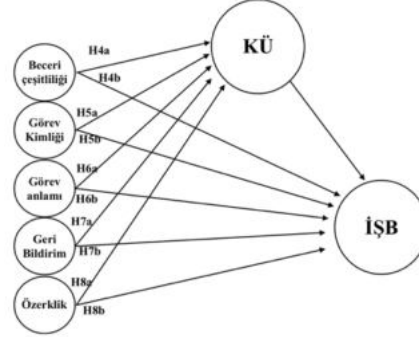 KÜ
H4a
Beceri
çeşitliliği
H4b
H5a
Görev
Kimliği
H5b
H6a
Görev
anlamı
H6b
İŞB
H7a
Geri
Bildirim
H7b
H8a
Özerklik
H8b